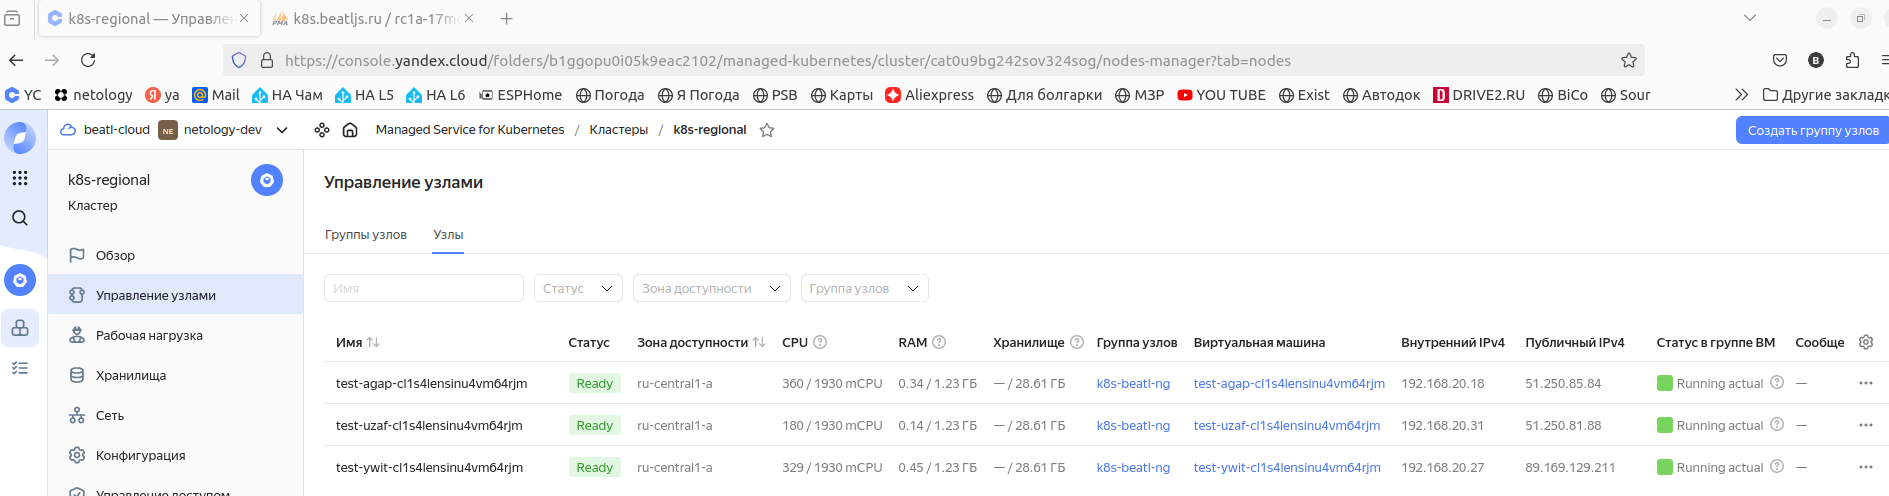 k8s-regional — Управлен
k8s.beatljs.ru / rc1a-17m
https://console.yandex.cloud/folders/b1ggopu0i05k9eac2102/managed-kubernetes/cluster/cat0u9bg242sov324sog/nodes-manager?tab=nodes
YC netology ya Mail НА Чам HA L5 HA L6 ESPHome Погода Я Погода PSB Карты Aliexpress Для болгарки МЗР YOU TUBE Exist Автодок DRIVE2.RU BiCo Sour Другие закладк
beatl-cloud NE netology-dev Managed Service for Kubernetes / Кластеры / k8s-regional Создать группу узлов
k8s-regional
Кластер
Обзор
Управление узлами
Рабочая нагрузка
Хранилища
Сеть
Конфигурация
Управление доступом
Управление узлами
Группы узлов Узлы
Имя Статус Зона доступности Группа узлов
Имя Статус Зона доступности CPU RAM Хранилище Группа узлов Виртуальная машина Внутренний IPv4 Публичный IPv4 Статус в группе ВМ Сообще
test-agap-cl1s4lensinu4vm64rjm Ready ru-central1-a 360 / 1930 mCPU 0.34 / 1.23 ГБ — / 28.61 ГБ k8s-beatl-ng test-agap-cl1s4lensinu4vm64rjm 192.168.20.18 51.250.85.84 Running actual —
test-uzaf-cl1s4lensinu4vm64rjm Ready ru-central1-a 180 / 1930 mCPU 0.14 / 1.23 ГБ — / 28.61 ГБ k8s-beatl-ng test-uzaf-cl1s4lensinu4vm64rjm 192.168.20.31 51.250.81.88 Running actual —
test-ywit-cl1s4lensinu4vm64rjm Ready ru-central1-a 329 / 1930 mCPU 0.45 / 1.23 ГБ — / 28.61 ГБ k8s-beatl-ng test-ywit-cl1s4lensinu4vm64rjm 192.168.20.27 89.169.129.211 Running actual —